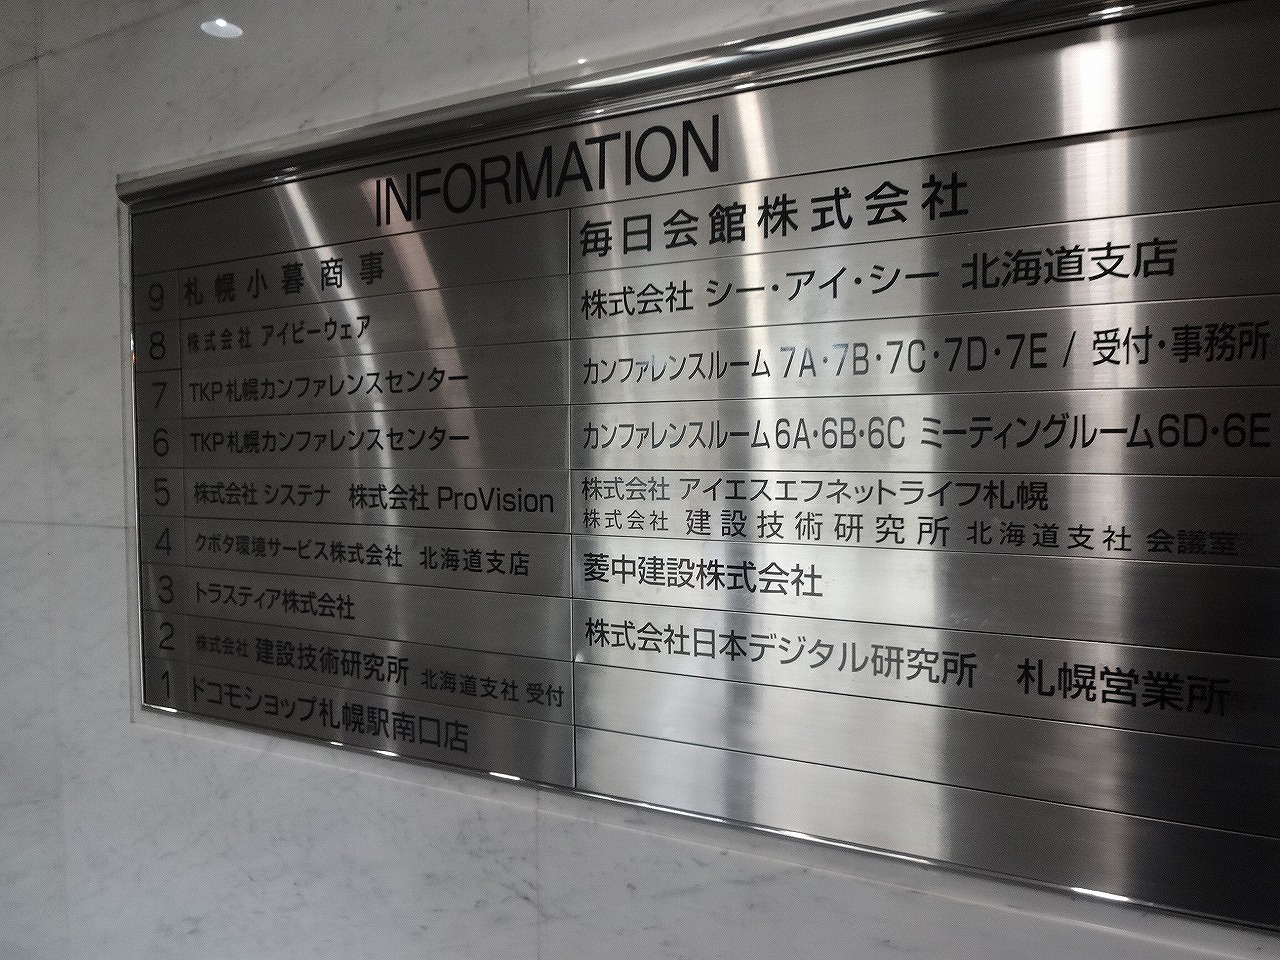 INFORMATION
9 札幌小暮商事 毎日会館株式会社
8 株式会社 アイビーウェア 株式会社 シー・アイ・シー 北海道支店
7 TKP札幌カンファレンスセンター カンファレンスルーム 7A・7B・7C・7D・7E / 受付・事務所
6 TKP札幌カンファレンスセンター カンファレンスルーム6A・6B・6C ミーティングルーム6D・6E
5 株式会社 システナ 株式会社 ProVision 株式会社 アイエスエフネットライフ札幌
株式会社 建設技術研究所 北海道支社 会議室
4 クボタ環境サービス株式会社 北海道支店 菱中建設株式会社
3 トラスティア株式会社 株式会社日本デジタル研究所 札幌営業所
2 株式会社 建設技術研究所 北海道支社 受付
1 ドコモショップ札幌駅南口店